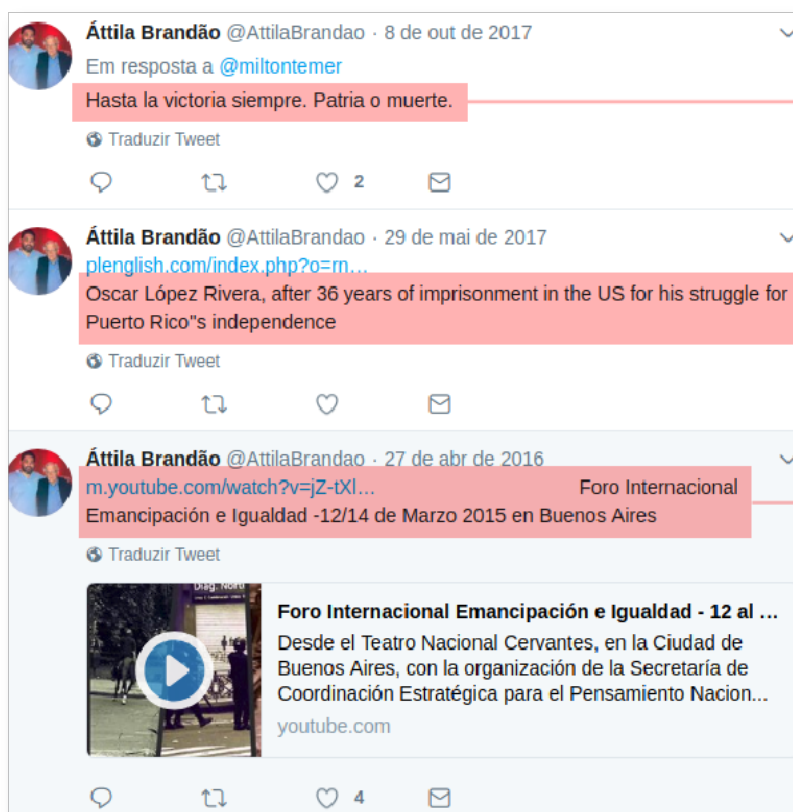 Áttila Brandão @AttilaBrandao · 8 de out de 2017
Em resposta a @miltontemer
Hasta la victoria siempre. Patria o muerte.
Traduzir Tweet
2
Áttila Brandão @AttilaBrandao · 29 de mai de 2017
plenglish.com/index.php?o=rn…
Oscar López Rivera, after 36 years of imprisonment in the US for his struggle for
Puerto Rico"s independence
Traduzir Tweet
Áttila Brandão @AttilaBrandao · 27 de abr de 2016
m.youtube.com/watch?v=jZ-tXl… Foro Internacional
Emancipación e Igualdad -12/14 de Marzo 2015 en Buenos Aires
Traduzir Tweet
Diag. Norte
Foro Internacional Emancipación e Igualdad - 12 al ...
Desde el Teatro Nacional Cervantes, en la Ciudad de
Buenos Aires, con la organización de la Secretaría de
Coordinación Estratégica para el Pensamiento Nacion...
youtube.com
4